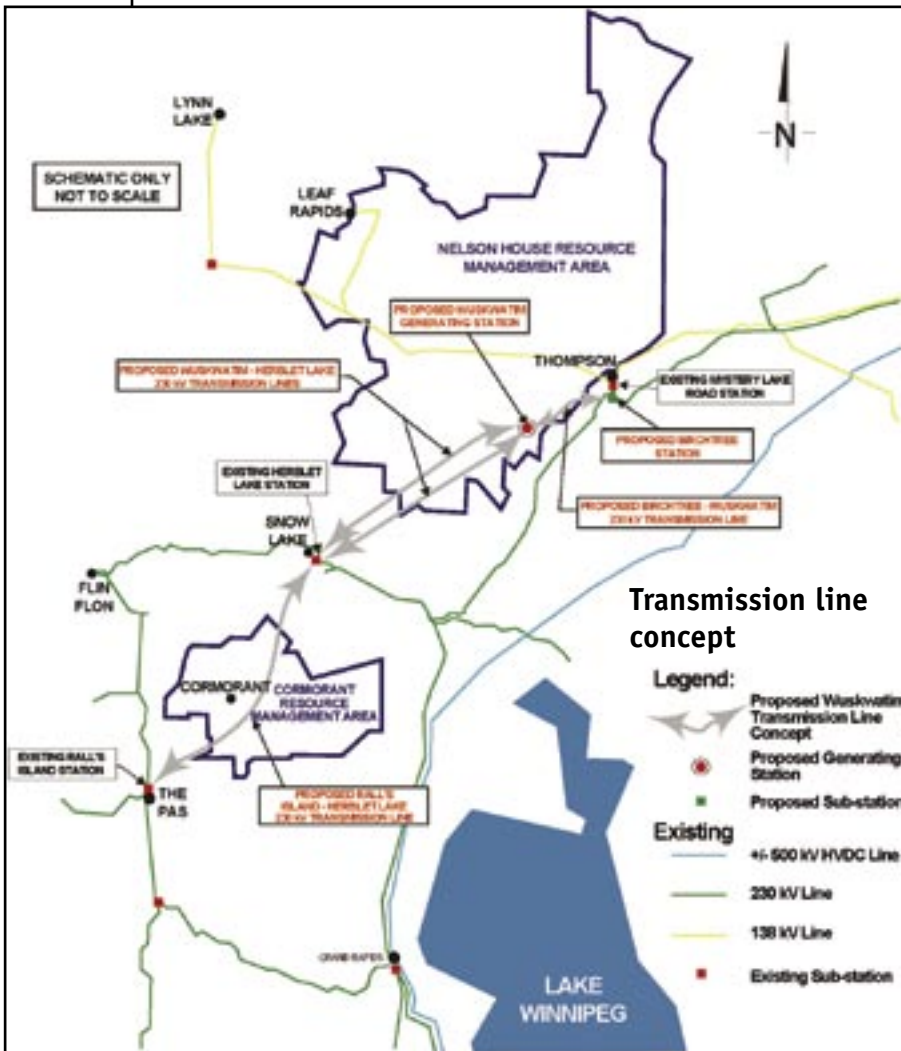 LYNN
LAKE
N
SCHEMATIC ONLY
NOT TO SCALE
LEAF
RAPIDS
NELSON HOUSE RESOURCE
MANAGEMENT AREA
PROPOSED WUSKWATIM
GENERATING STATION
THOMPSON
PROPOSED WUSKWATIM - HERBLET LAKE
230 kV TRANSMISSION LINES
EXISTING MYSTERY LAKE
ROAD STATION
PROPOSED BIRCHTREE
STATION
EXISTING HERBLET
LAKE STATION
PROPOSED BIRCHTREE - WUSKWATIM
230 kV TRANSMISSION LINE
SNOW
LAKE
FLIN
FLON
Transmission line
concept
CORMORANT
CORMORANT
RESOURCE
MANAGEMENT AREA
EXISTING RALL'S
ISLAND STATION
THE
PAS
PROPOSED RALL'S
ISLAND - HERBLET LAKE
230 kV TRANSMISSION LINE
Legend:
Proposed Wuskwatim
Transmission Line
Concept
Proposed Generating
Station
Proposed Sub-station
Existing
+/- 500 kV HVDC Line
230 kV Line
138 kV Line
Existing Sub-station
GRAND RAPIDS
LAKE
WINNIPEG